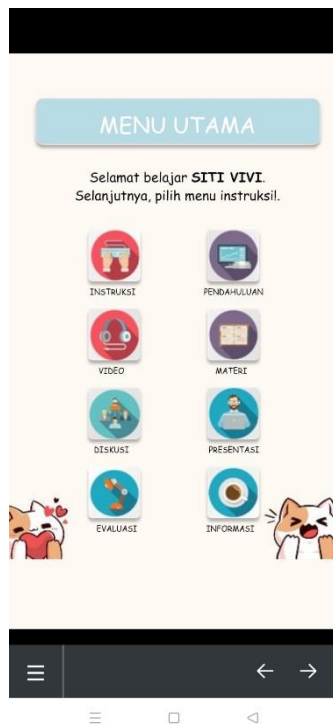 MENU UTAMA
Selamat belajar SITI VIVI.
Selanjutnya, pilih menu instruksi!.
INSTRUKSI
PENDAHULUAN
VIDEO
MATERI
DISKUSI
PRESENTASI
EVALUASI
INFORMASI